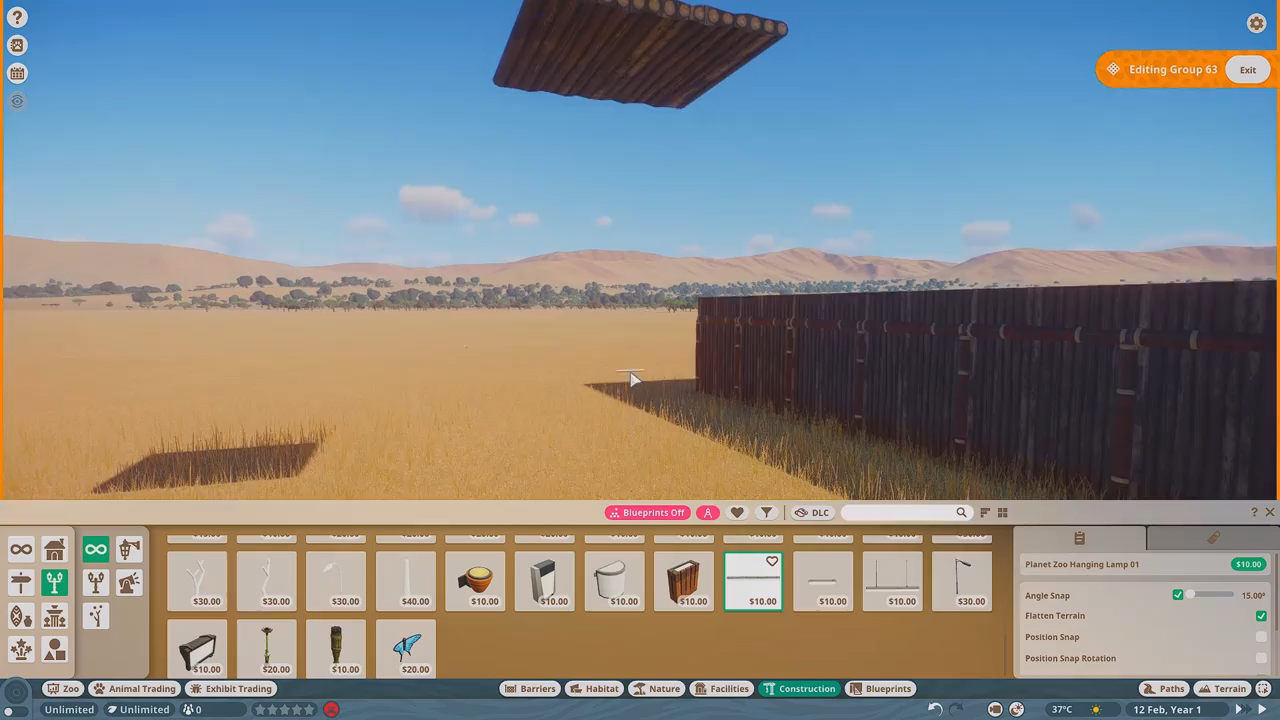 ?
Editing Group 63
Exit
Blueprints Off
DLC
?
$30.00
$30.00
$30.00
$40.00
$10.00
$10.00
$10.00
$10.00
$10.00
$10.00
$10.00
$30.00
$10.00
$20.00
$10.00
$20.00
Planet Zoo Hanging Lamp 01
$10.00
Angle Snap
15.00°
Flatten Terrain
Position Snap
Position Snap Rotation
Zoo
Animal Trading
Exhibit Trading
Barriers
Habitat
Nature
Facilities
Construction
Blueprints
Paths
Terrain
Unlimited
Unlimited
0
37°C
12 Feb, Year 1